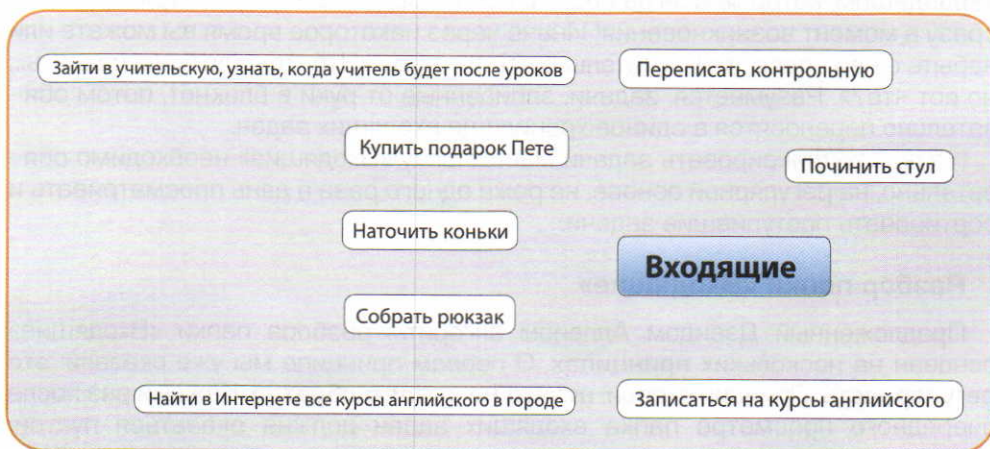 Зайти в учительскую, узнать, когда учитель будет после уроков
Переписать контрольную
Купить подарок Пете
Починить стул
Наточить коньки
Входящие
Собрать рюкзак
Найти в Интернете все курсы английского в городе
Записаться на курсы английского